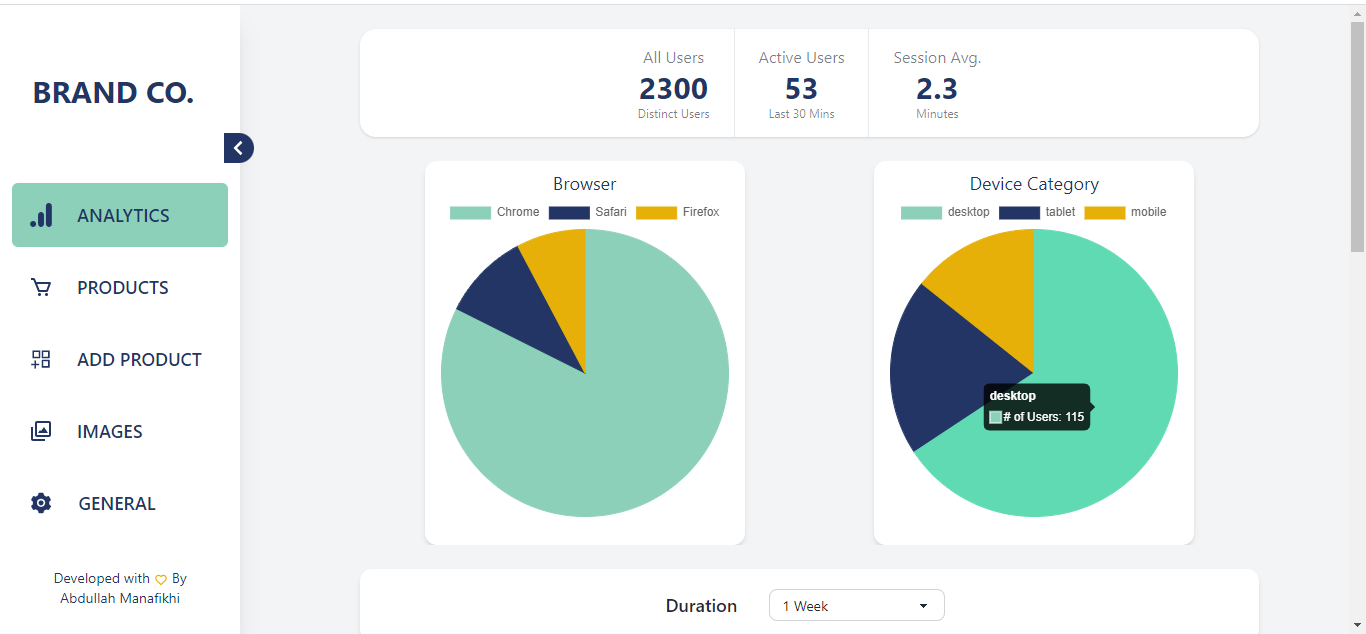 BRAND CO.
ANALYTICS
PRODUCTS
ADD PRODUCT
IMAGES
GENERAL
Developed with By
Abdullah Manafikhi
All Users
2300
Distinct Users
Active Users
53
Last 30 Mins
Session Avg.
2.3
Minutes
Browser
Chrome Safari Firefox
Device Category
desktop tablet mobile
desktop
# of Users: 115
Duration 1 Week